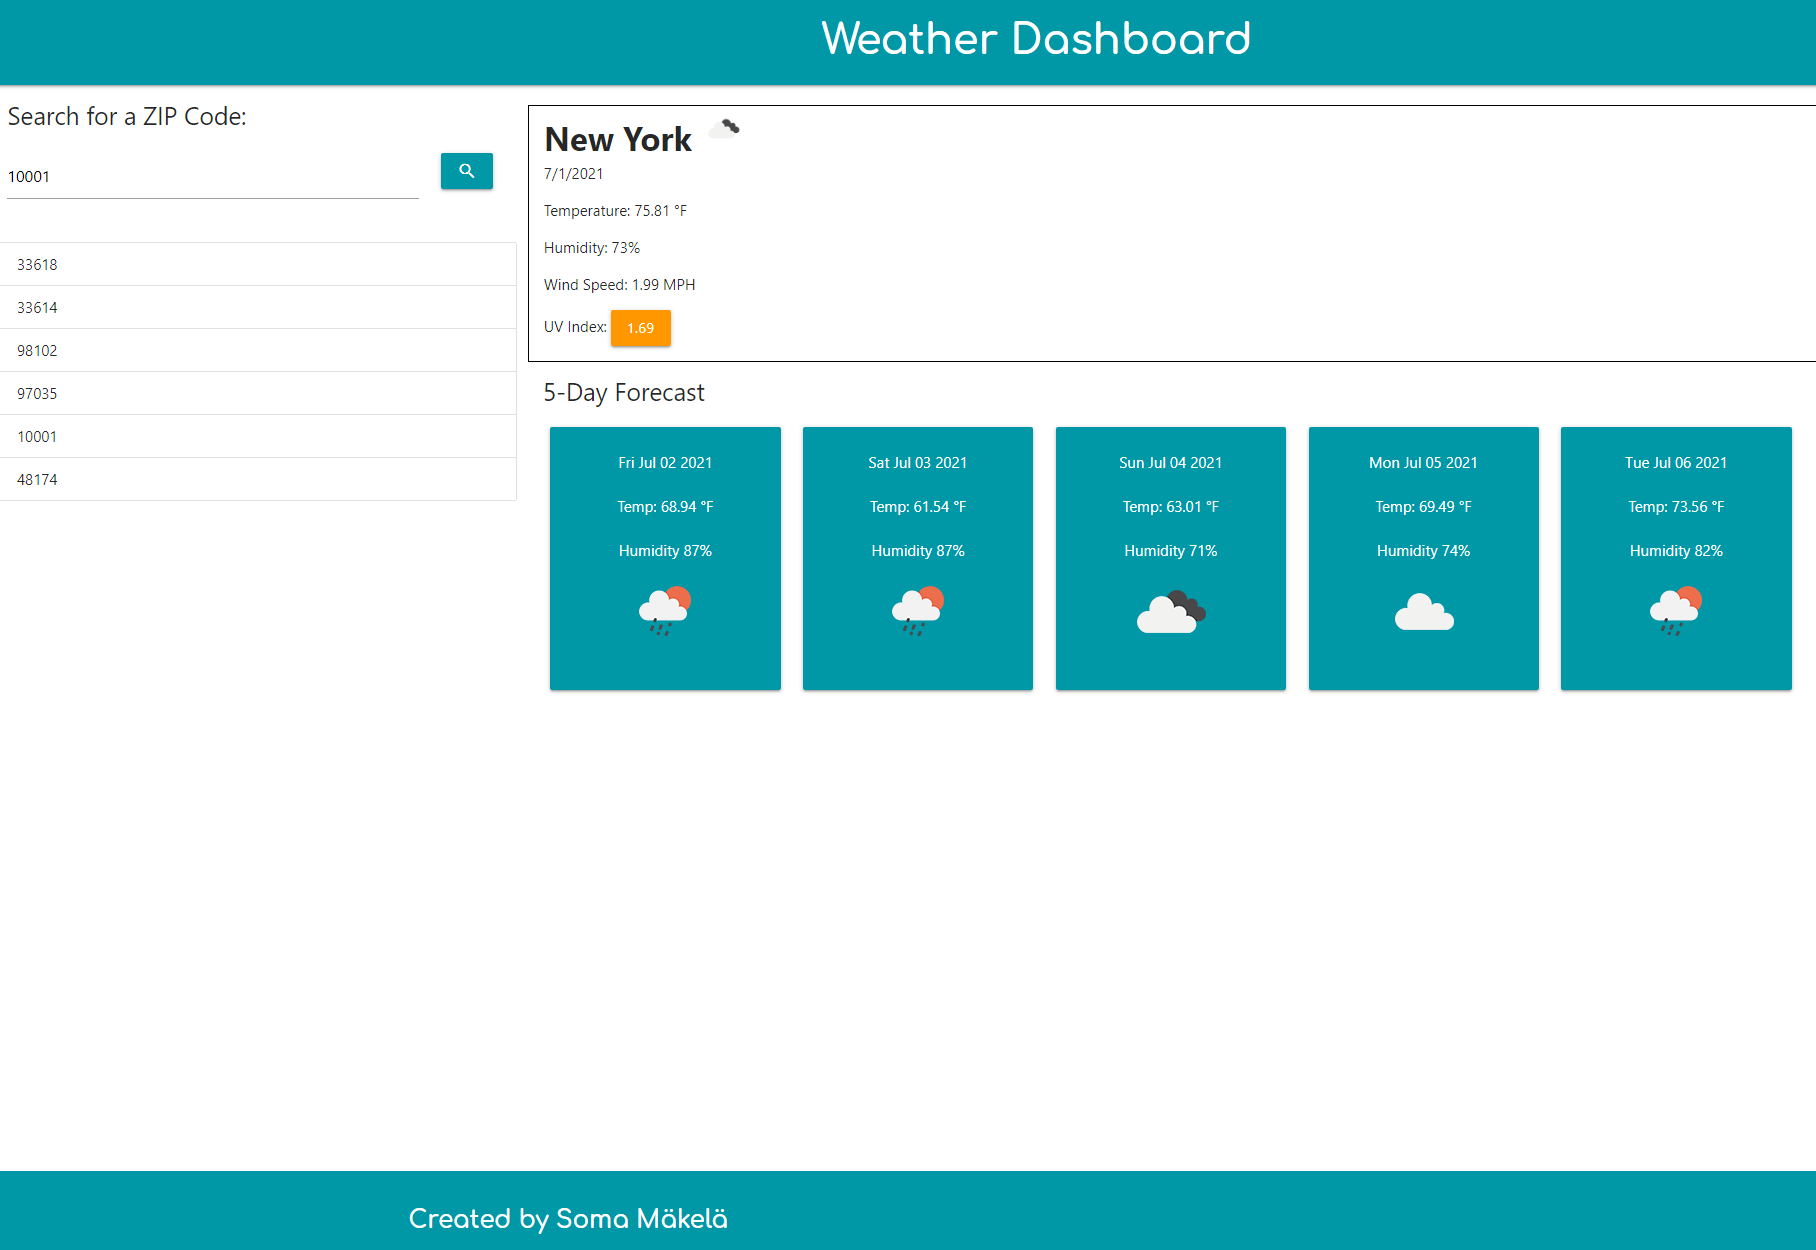 Weather Dashboard
Search for a ZIP Code:
10001
33618
33614
98102
97035
10001
48174
New York
7/1/2021
Temperature: 75.81 °F
Humidity: 73%
Wind Speed: 1.99 MPH
UV Index: 1.69
5-Day Forecast
Fri Jul 02 2021
Temp: 68.94 °F
Humidity 87%
Sat Jul 03 2021
Temp: 61.54 °F
Humidity 87%
Sun Jul 04 2021
Temp: 63.01 °F
Humidity 71%
Mon Jul 05 2021
Temp: 69.49 °F
Humidity 74%
Tue Jul 06 2021
Temp: 73.56 °F
Humidity 82%
Created by Soma Mäkelä